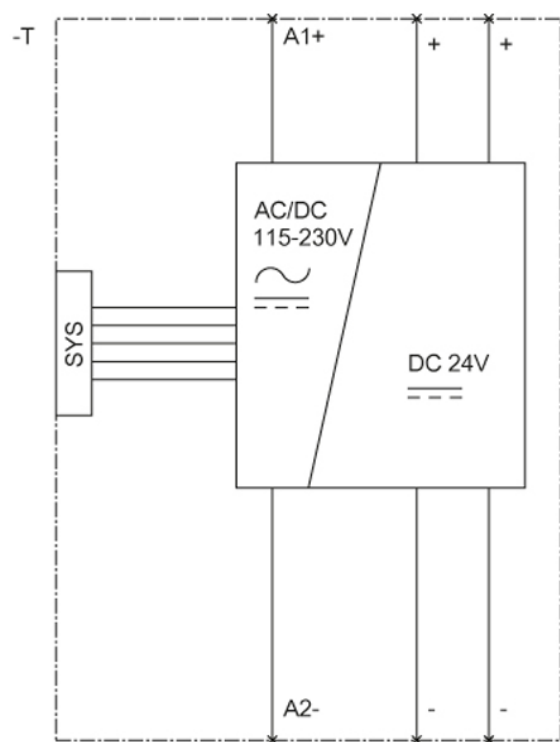 -T
A1+
+
+
AC/DC
115-230V
SYS
DC 24V
A2-
-
-